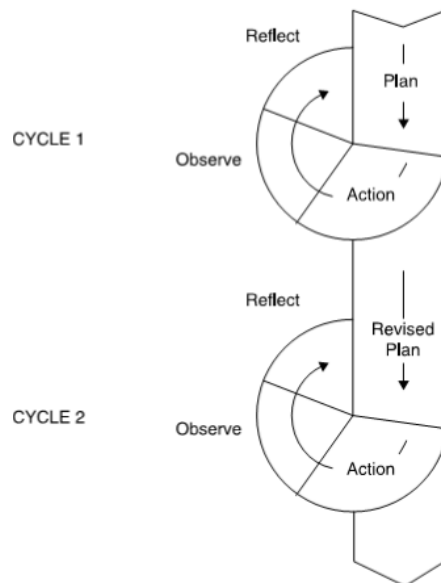 Reflect
Plan
CYCLE 1
Observe
Action
Reflect
Revised
Plan
CYCLE 2
Observe
Action